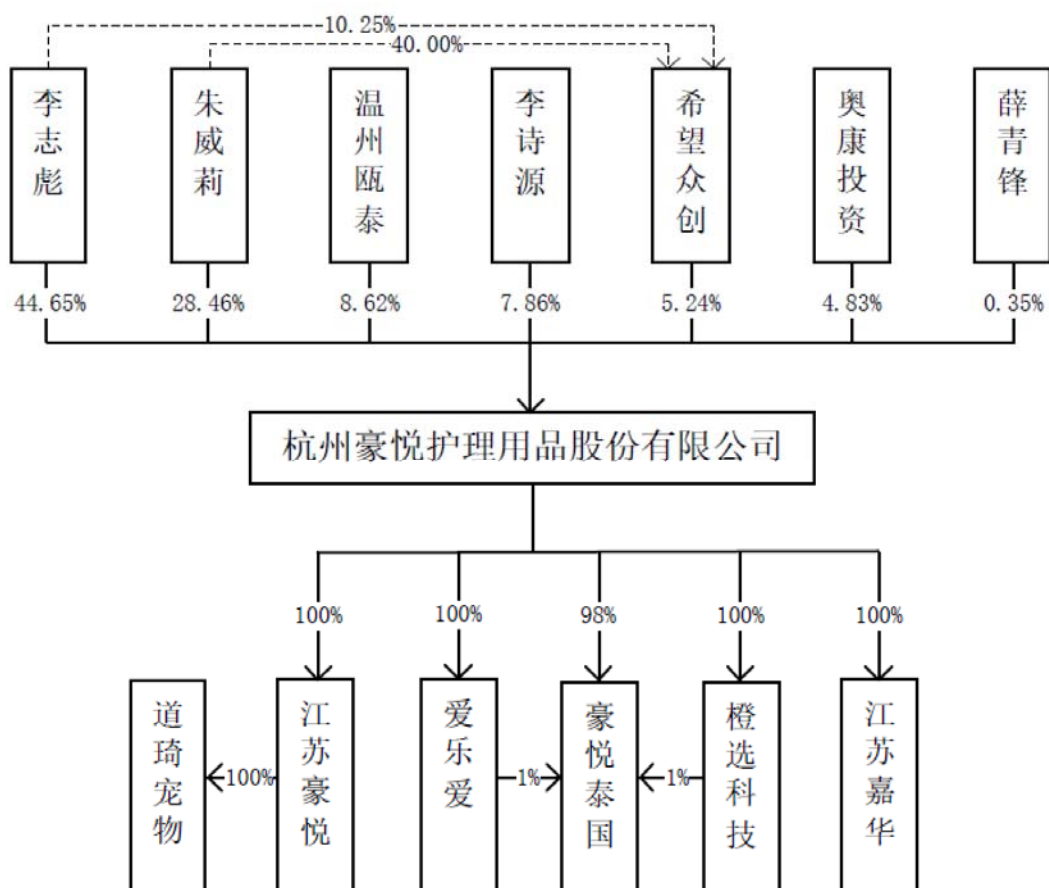 10.25%
40.00%
李志彪
朱威莉
温州瓯泰
李诗源
希望众创
奥康投资
薛青锋
44.65%
28.46%
8.62%
7.86%
5.24%
4.83%
0.35%
杭州豪悦护理用品股份有限公司
100%
100%
98%
100%
100%
道琦宠物
100%
江苏豪悦
爱乐爱
1%
豪悦泰国
1%
橙选科技
江苏嘉华